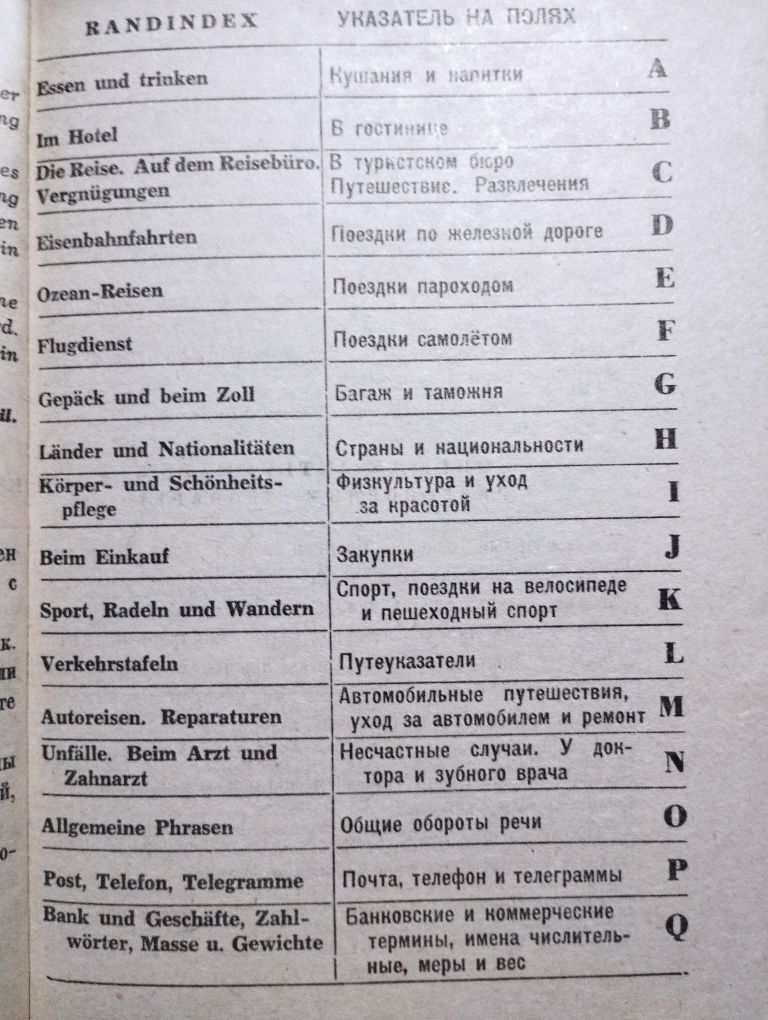 RANDINDEX УКАЗАТЕЛЬ НА ПОЛЯХ
Essen und trinken Кушания и напитки A
Im Hotel В гостинице B
Die Reise. Auf dem Reisebüro. В туристском бюро
Vergnügungen Путешествие. Развлечения C
Eisenbahnfahrten Поездки по железной дороге D
Ozean-Reisen Поездки пароходом E
Flugdienst Поездки самолётом F
Gepäck und beim Zoll Багаж и таможня G
Länder und Nationalitäten Страны и национальности H
Körper- und Schönheits- Физкультура и уход
pflege за красотой I
Beim Einkauf Закупки J
Sport, Radeln und Wandern Спорт, поездки на велосипеде
и пешеходный спорт K
Verkehrstafeln Путеуказатели L
Автомобильные путешествия,
Autoreisen. Reparaturen уход за автомобилем и ремонт M
Unfälle. Beim Arzt und Несчастные случаи. У док-
Zahnarzt тора и зубного врача N
Allgemeine Phrasen Общие обороты речи O
Post, Telefon, Telegramme Почта, телефон и телеграммы P
Bank und Geschäfte, Zahl- Банковские и коммерческие
wörter, Masse u. Gewichte термины, имена числитель- Q
ные, меры и вес